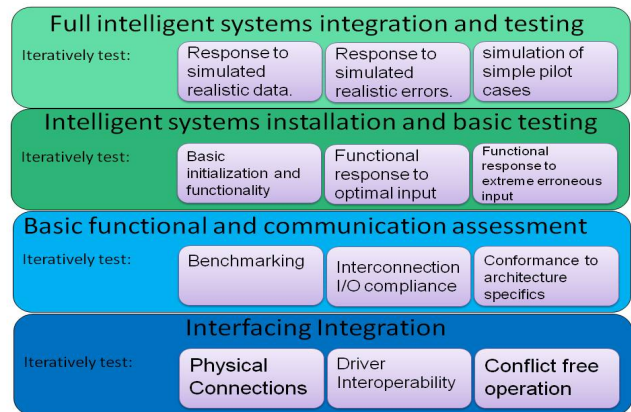 Full intelligent systems integration and testing
Iteratively test:
Response to
simulated
realistic data.
Response to
simulated
realistic errors.
simulation of
simple pilot
cases
Intelligent systems installation and basic testing
Iteratively test:
Basic
initialization and
functionality
Functional
response to
optimal input
Functional
response to
extreme erroneous
input
Basic functional and communication assessment
Iteratively test:
Benchmarking
Interconnection
I/O compliance
Conformance to
architecture
specifics
Interfacing Integration
Iteratively test:
Physical
Connections
Driver
Interoperability
Conflict free
operation